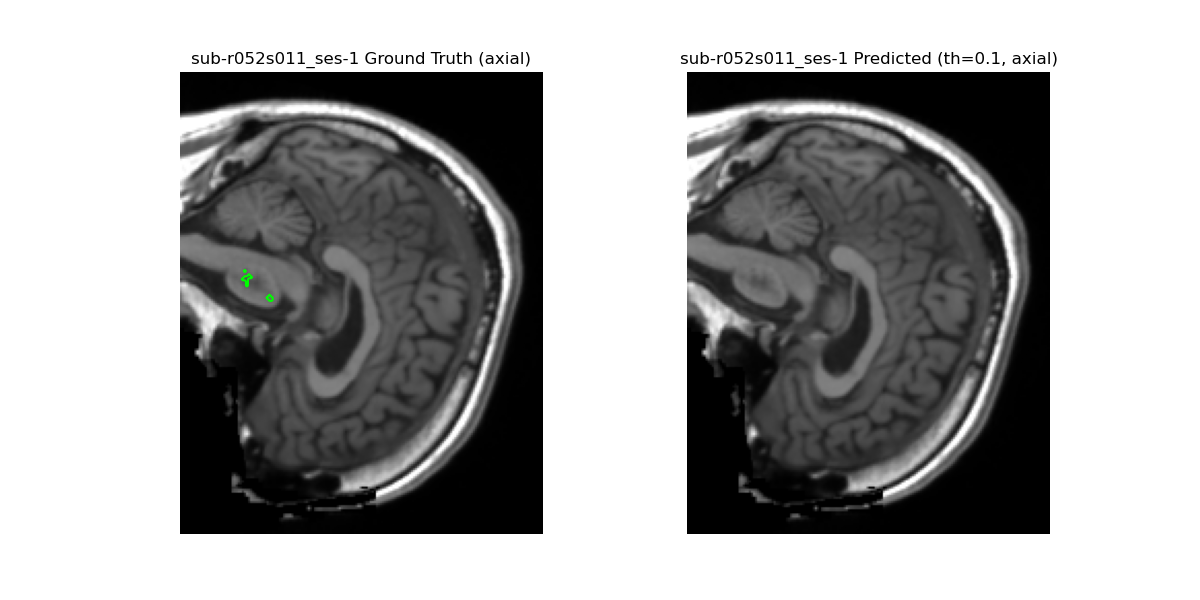 sub-r052s011_ses-1 Ground Truth (axial)
sub-r052s011_ses-1 Predicted (th=0.1, axial)